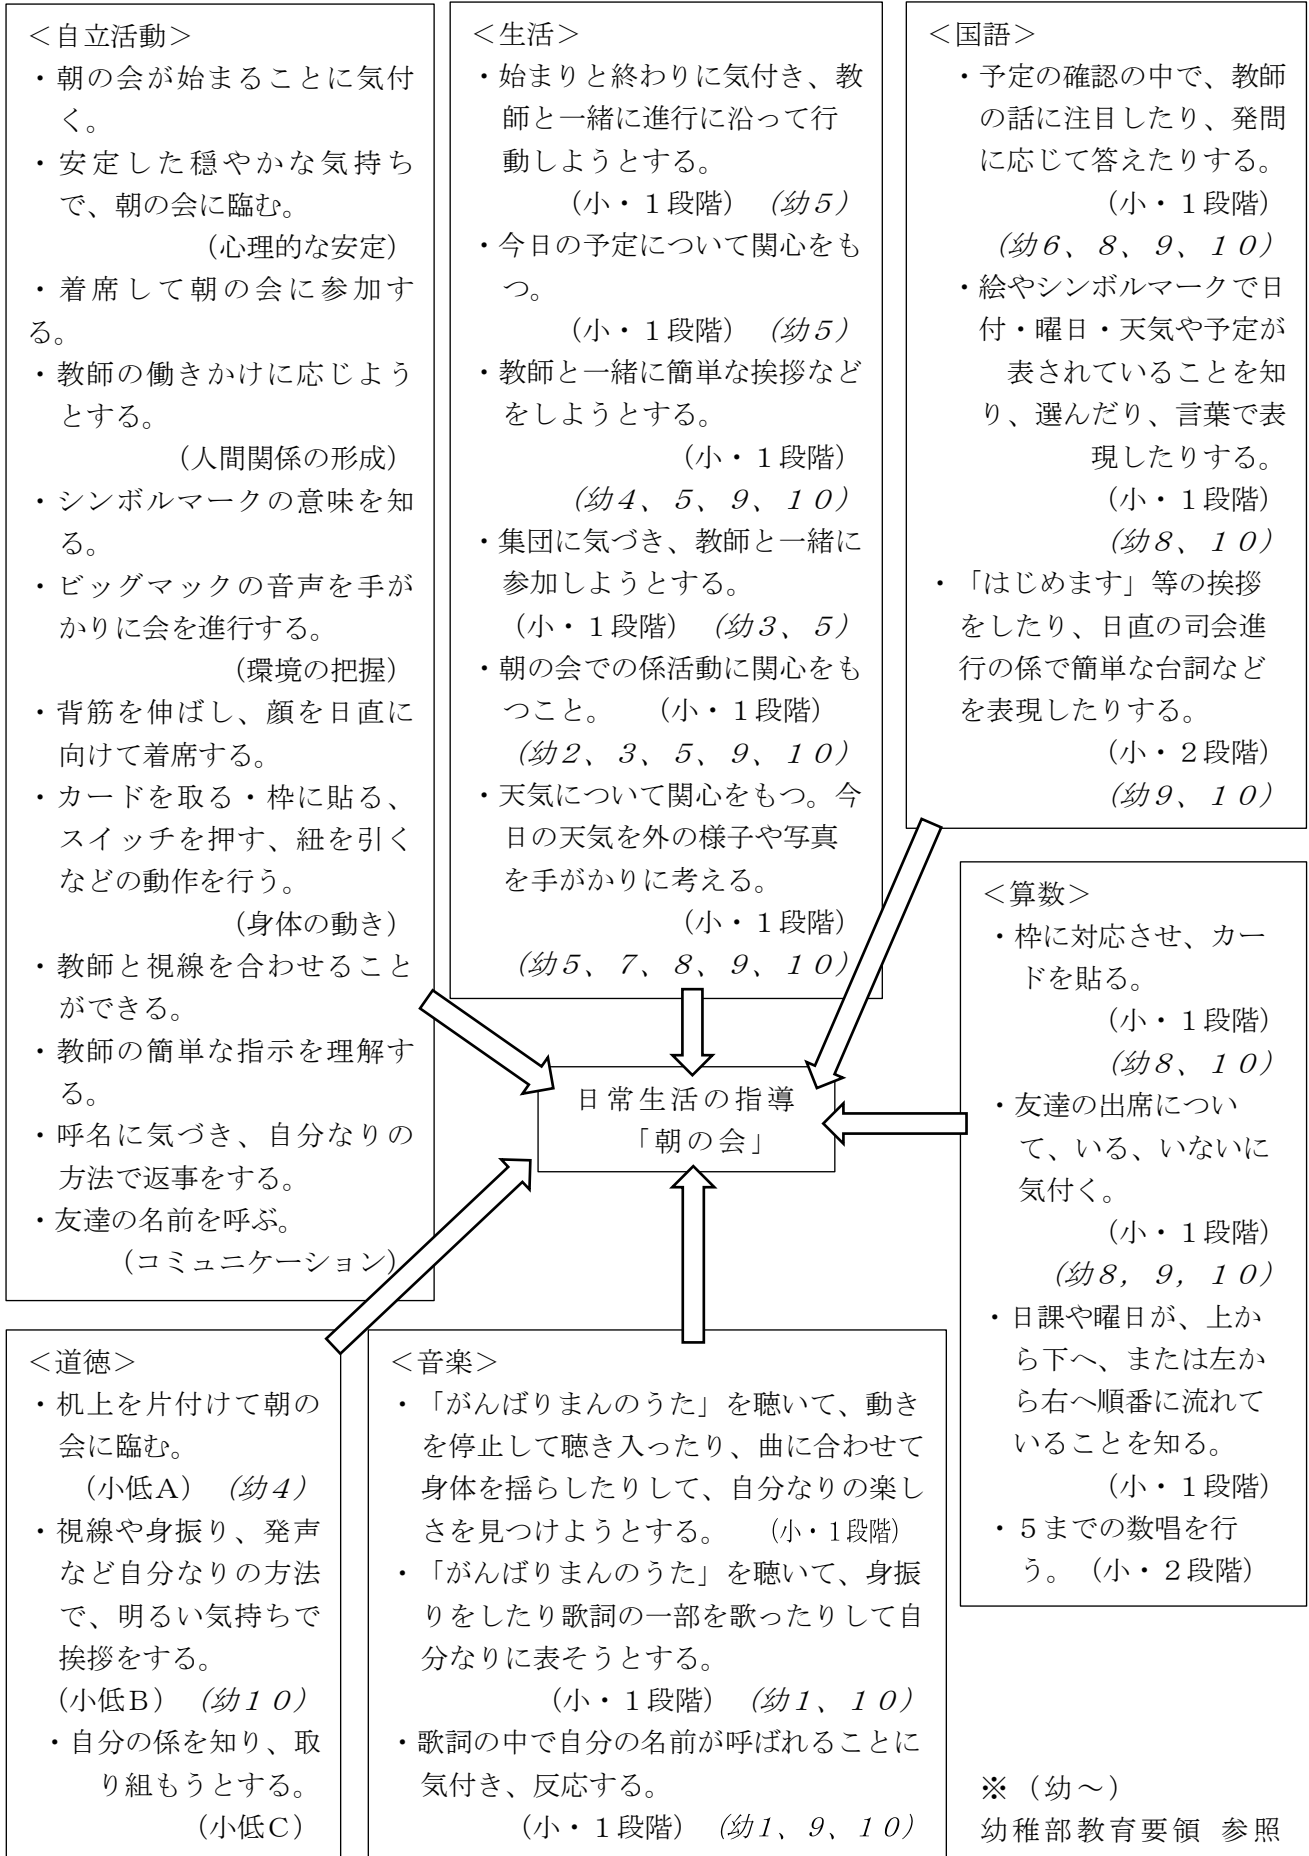 ＜自立活動＞
・朝の会が始まることに気付
く。
・安定した穏やかな気持ち
で、朝の会に臨む。
（心理的な安定）
・着席して朝の会に参加す
る。
・教師の働きかけに応じよう
とする。
（人間関係の形成）
・シンボルマークの意味を知
る。
・ビッグマックの音声を手が
かりに会を進行する。
（環境の把握）
・背筋を伸ばし、顔を日直に
向けて着席する。
・カードを取る・枠に貼る、
スイッチを押す、紐を引く
などの動作を行う。
（身体の動き）
・教師と視線を合わせること
ができる。
・教師の簡単な指示を理解す
る。
・呼名に気づき、自分なりの
方法で返事をする。
・友達の名前を呼ぶ。
（コミュニケーション）
＜生活＞
・始まりと終わりに気付き、教
師と一緒に進行に沿って行
動しようとする。
（小・１段階）（幼５）
・今日の予定について関心をも
つ。
（小・１段階）（幼５）
・教師と一緒に簡単な挨拶など
をしようとする。
（小・１段階）
（幼４、５、９、１０）
・集団に気づき、教師と一緒に
参加しようとする。
（小・１段階）（幼３、５）
・朝の会での係活動に関心をも
つこと。　（小・１段階）
（幼２、３、５、９、１０）
・天気について関心をもつ。今
日の天気を外の様子や写真
を手がかりに考える。
（小・１段階）
（幼５、７、８、９、１０）
＜国語＞
・予定の確認の中で、教師
の話に注目したり、発問
に応じて答えたりする。
（小・１段階）
（幼６、８、９、１０）
・絵やシンボルマークで日
付・曜日・天気や予定が
表されていることを知
り、選んだり、言葉で表
現したりする。
（小・１段階）
（幼８、１０）
・「はじめます」等の挨拶
をしたり、日直の司会進
行の係で簡単な台詞など
を表現したりする。
（小・２段階）
（幼９、１０）
＜算数＞
・枠に対応させ、カー
ドを貼る。
（小・１段階）
（幼８、１０）
・友達の出席につい
て、いる、いないに
気付く。
（小・１段階）
（幼８，９，１０）
・日課や曜日が、上か
ら下へ、または左か
ら右へ順番に流れて
いることを知る。
（小・１段階）
・５までの数唱を行
う。（小・２段階）
日常生活の指導
「朝の会」
＜道徳＞
・机上を片付けて朝の
会に臨む。
（小低Ａ）（幼４）
・視線や身振り、発声
など自分なりの方法
で、明るい気持ちで
挨拶をする。
（小低Ｂ）（幼１０）
・自分の係を知り、取
り組もうとする。
（小低Ｃ）
＜音楽＞
・「がんばりまんのうた」を聴いて、動き
を停止して聴き入ったり、曲に合わせて
身体を揺らしたりして、自分なりの楽し
さを見つけようとする。　（小・１段階）
・「がんばりまんのうた」を聴いて、身振
りをしたり歌詞の一部を歌ったりして自
分なりに表そうとする。
（小・１段階）（幼１、１０）
・歌詞の中で自分の名前が呼ばれることに
気付き、反応する。
（小・１段階）（幼１、９、１０）
※（幼～）
幼稚部教育要領 参照